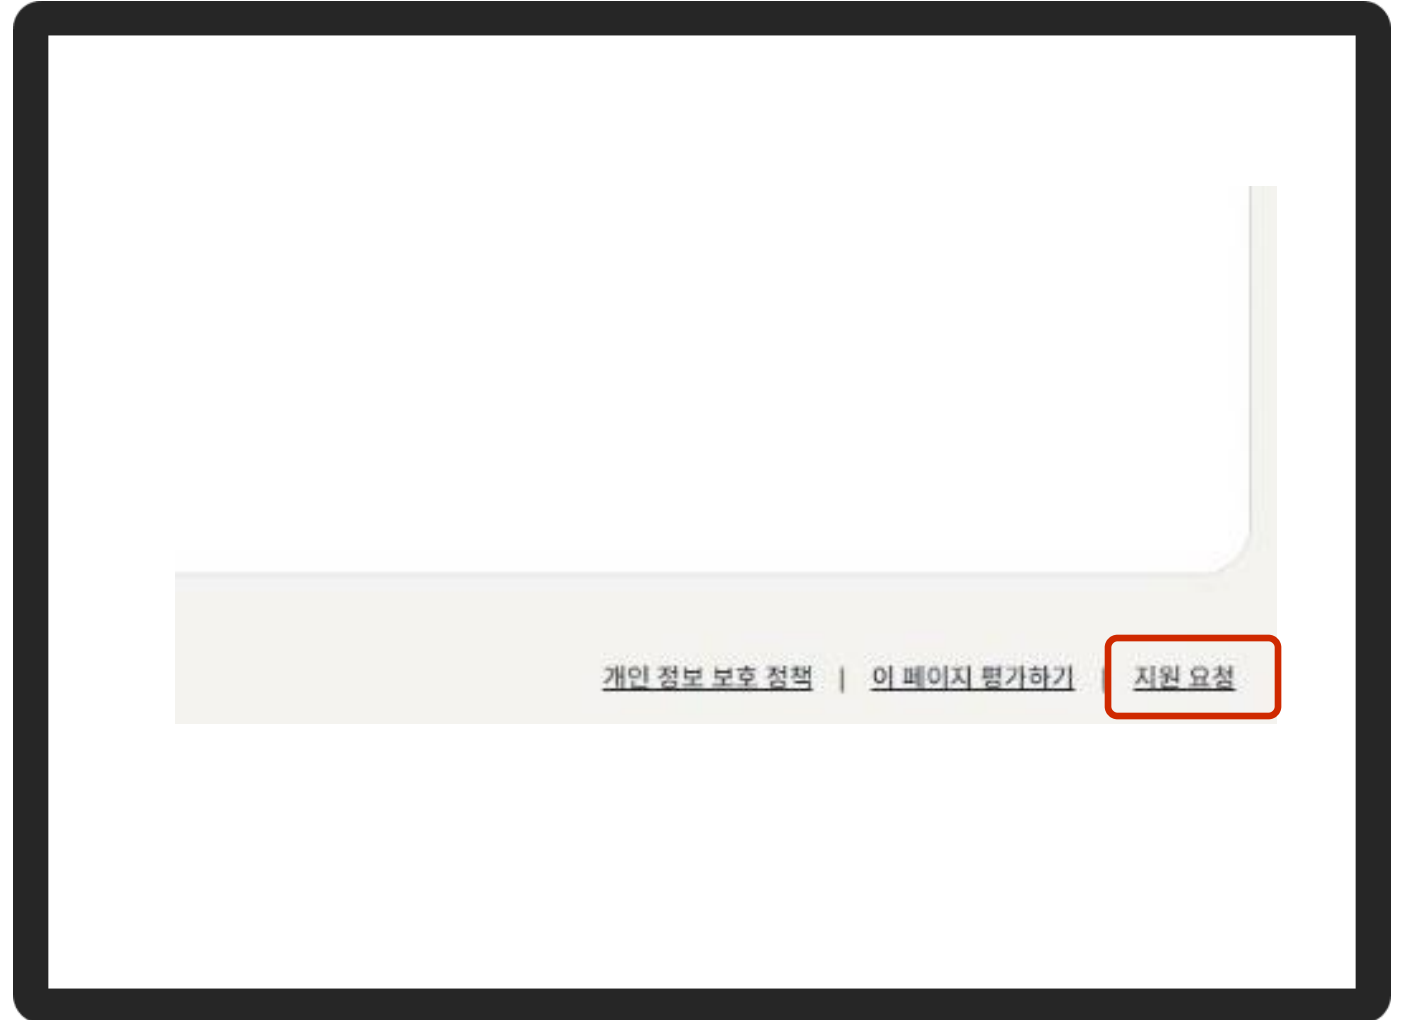 개인 정보 보호 정책 | 이 페이지 평가하기 | 지원 요청